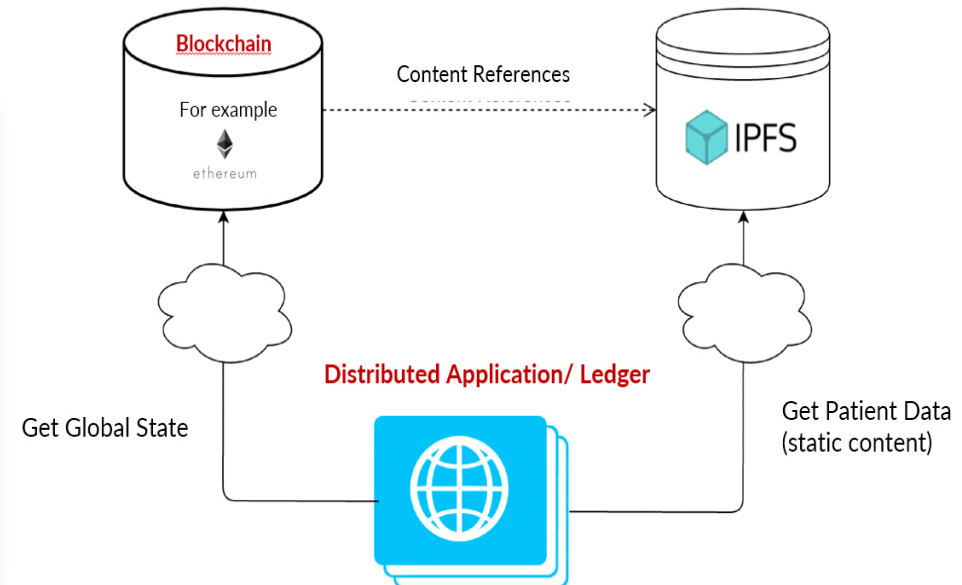 Blockchain
For example
ethereum
Content References
IPFS
Distributed Application/ Ledger
Get Global State
Get Patient Data
(static content)